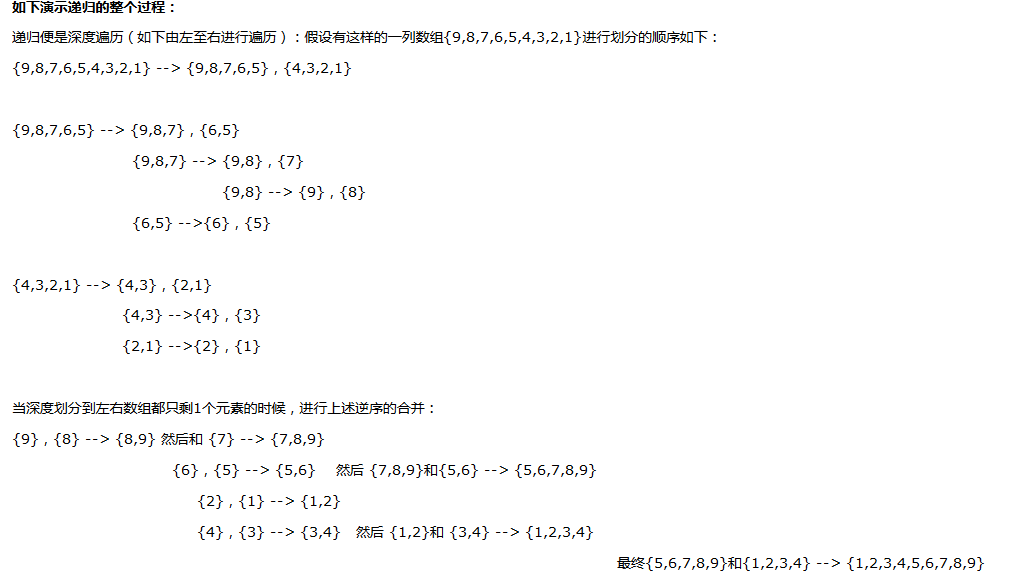 如下演示递归的整个过程：
递归便是深度遍历（如下由左至右进行遍历）：假设有这样的一列数组{9,8,7,6,5,4,3,2,1}进行划分的顺序如下：
{9,8,7,6,5,4,3,2,1} --> {9,8,7,6,5}，{4,3,2,1}
{9,8,7,6,5} --> {9,8,7}，{6,5}
{9,8,7} --> {9,8}，{7}
{9,8} --> {9}，{8}
{6,5} -->{6}，{5}
{4,3,2,1} --> {4,3}，{2,1}
{4,3} -->{4}，{3}
{2,1} -->{2}，{1}
当深度划分到左右数组都只剩1个元素的时候，进行上述逆序的合并：
{9}，{8} --> {8,9} 然后和 {7} --> {7,8,9}
{6}，{5} --> {5,6} 然后 {7,8,9}和{5,6} --> {5,6,7,8,9}
{2}，{1} --> {1,2}
{4}，{3} --> {3,4} 然后 {1,2}和 {3,4} --> {1,2,3,4}
最终{5,6,7,8,9}和{1,2,3,4} --> {1,2,3,4,5,6,7,8,9}